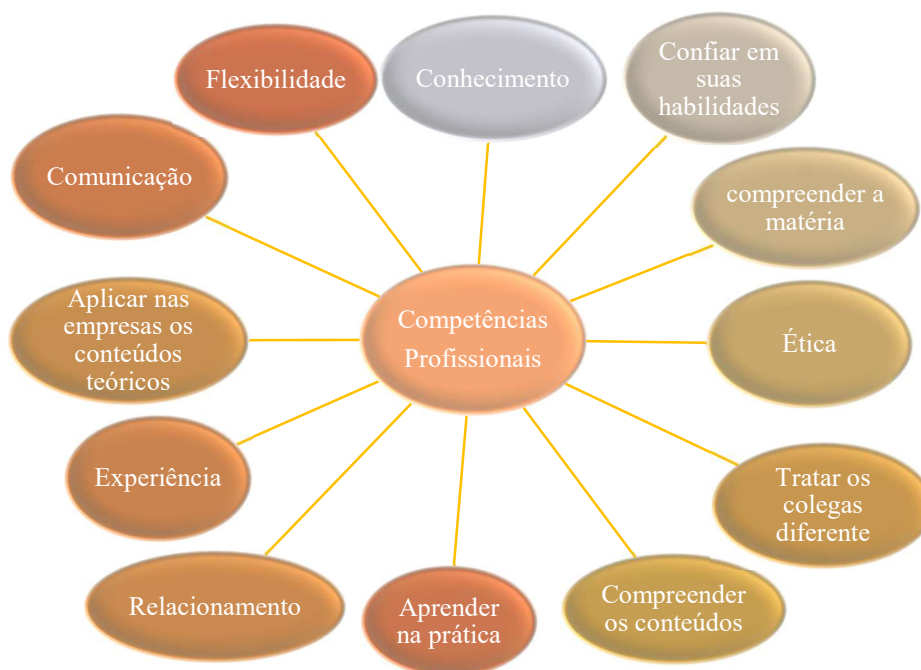 Flexibilidade
Conhecimento
Confiar em
suas
habilidades
Comunicação
compreender a
matéria
Aplicar nas
empresas os
conteúdos
teóricos
Competências
Profissionais
Ética
Experiência
Tratar os
colegas
diferente
Relacionamento
Aprender
na prática
Compreender
os conteúdos